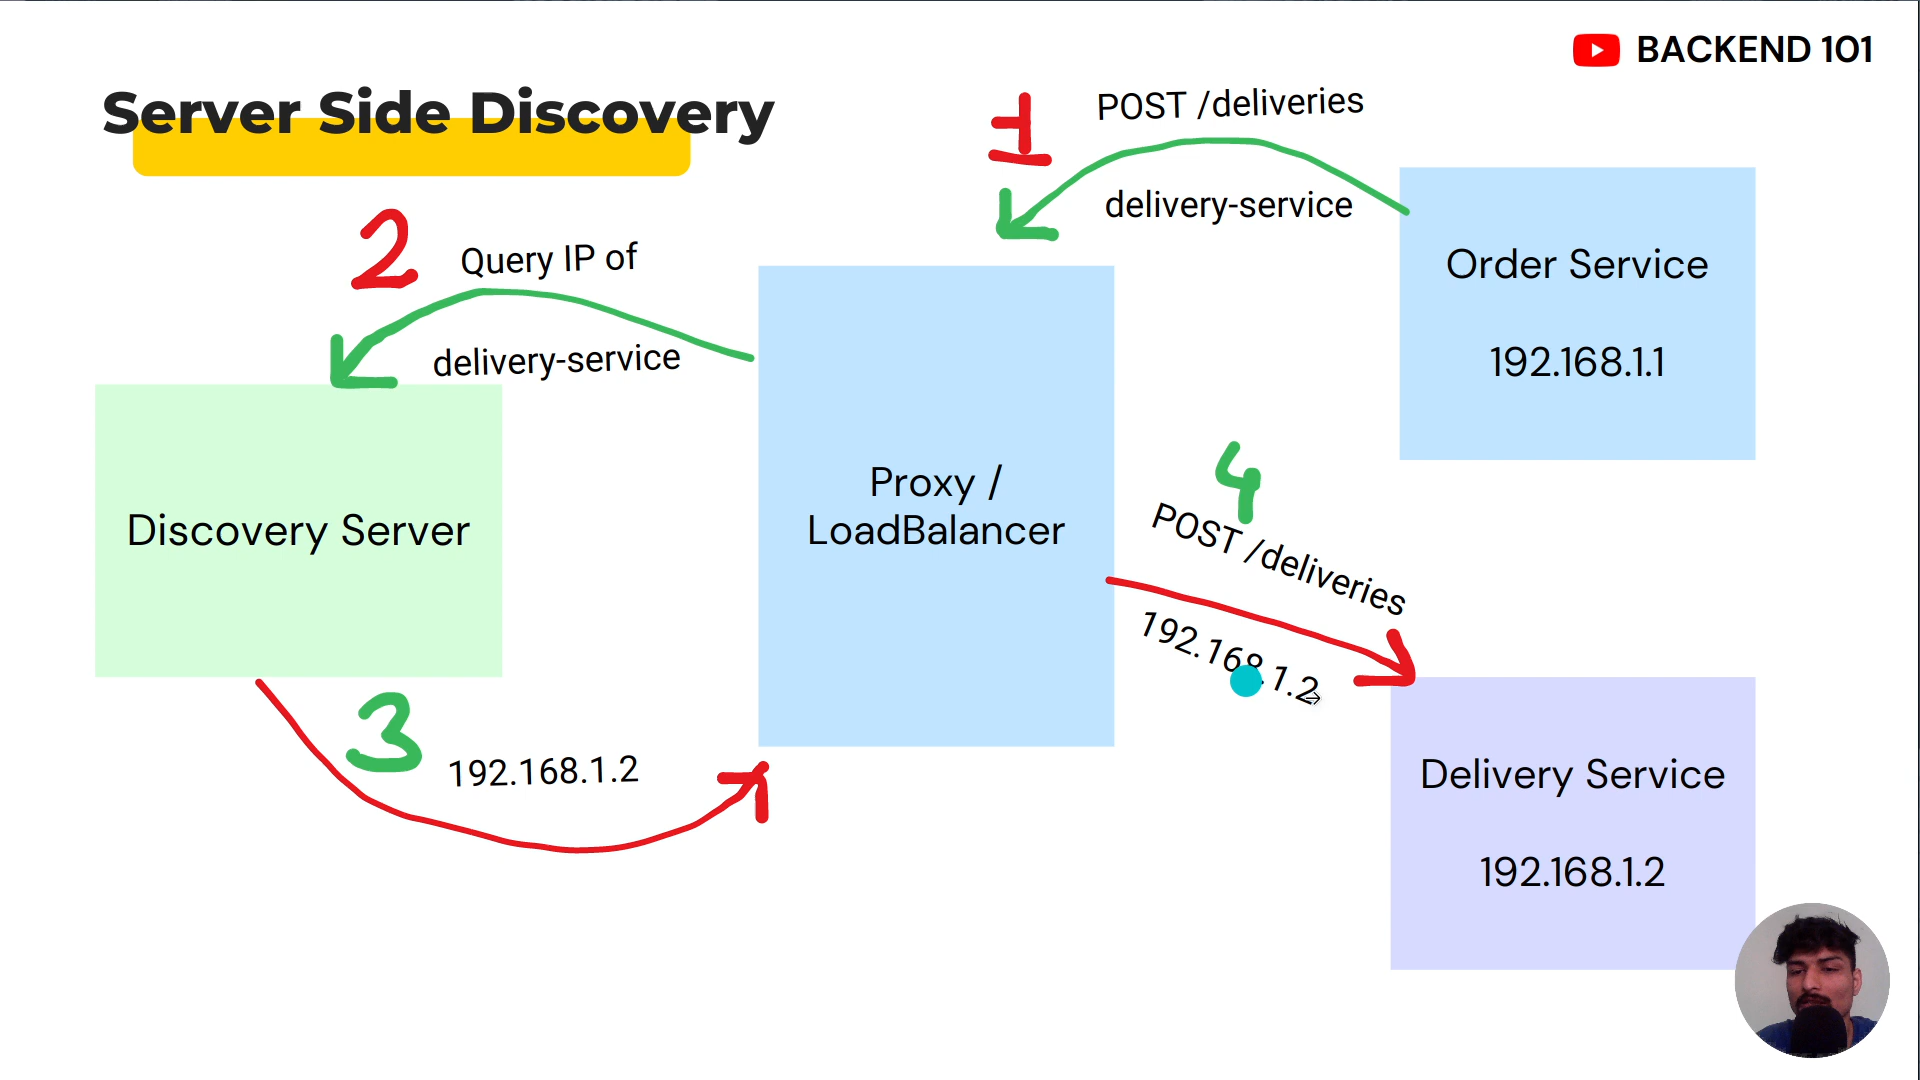 BACKEND 101
Server Side Discovery
1
POST /deliveries
delivery-service
2
Query IP of
delivery-service
Order Service
192.168.1.1
Discovery Server
Proxy /
LoadBalancer
4
POST /deliveries
192.168.1.2
3
192.168.1.2
Delivery Service
192.168.1.2